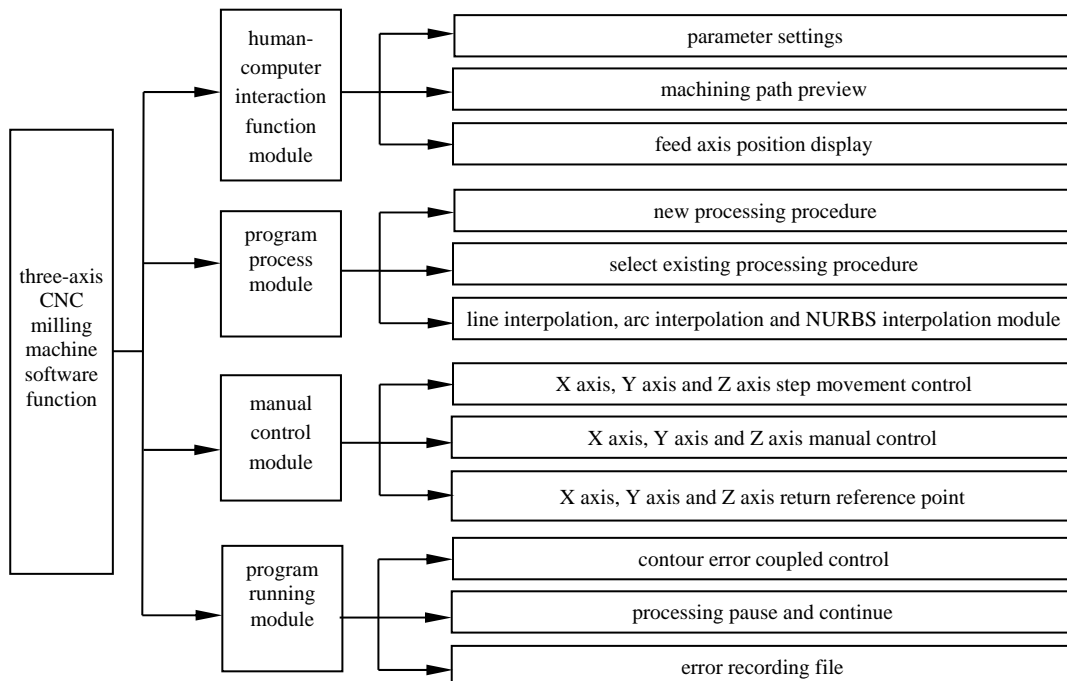 three-axis
CNC
milling
machine
software
function
human-
computer
interaction
function
module
parameter settings
machining path preview
feed axis position display
program
process
module
new processing procedure
select existing processing procedure
line interpolation, arc interpolation and NURBS interpolation module
manual
control
module
X axis, Y axis and Z axis step movement control
X axis, Y axis and Z axis manual control
X axis, Y axis and Z axis return reference point
program
running
module
contour error coupled control
processing pause and continue
error recording file